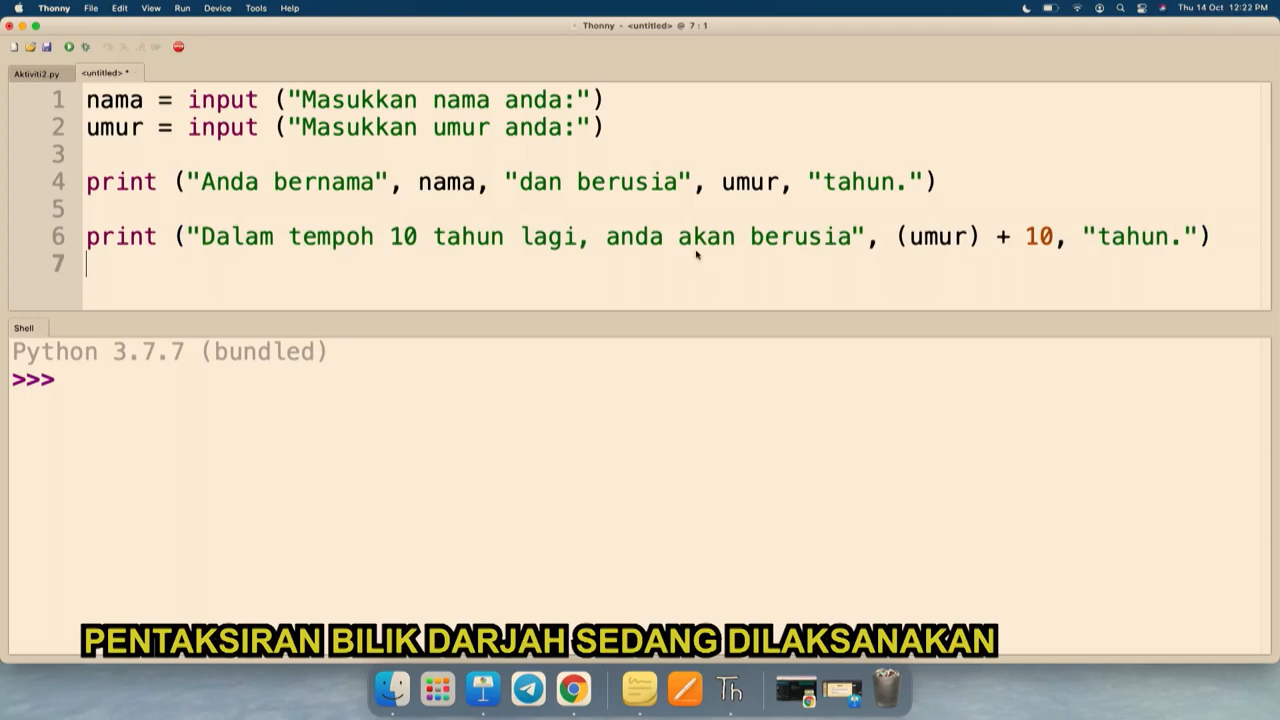 Thonny File Edit View Run Device Tools Help Thu 14 Oct 12:22 PM
Thonny - <untitled> @ 7 : 1
Aktiviti2.py <untitled> *
1 nama = input ("Masukkan nama anda:")
2 umur = input ("Masukkan umur anda:")
3
4 print ("Anda bernama", nama, "dan berusia", umur, "tahun.")
5
6 print ("Dalam tempoh 10 tahun lagi, anda akan berusia", (umur) + 10, "tahun.")
7
Shell
Python 3.7.7 (bundled)
>>>
PENTAKSIRAN BILIK DARJAH SEDANG DILAKSANAKAN
Th